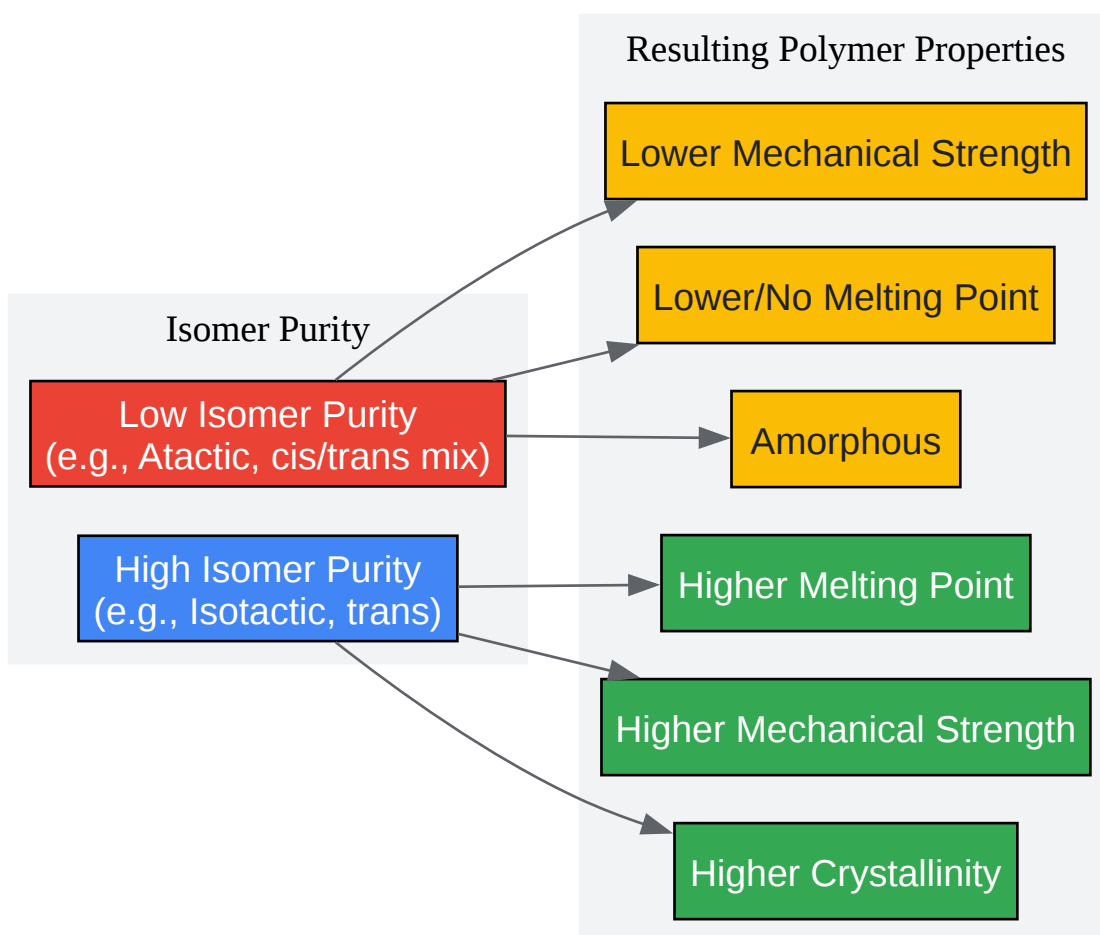 Resulting Polymer Properties
Lower Mechanical Strength
Lower/No Melting Point
Isomer Purity
Low Isomer Purity
(e.g., Atactic, cis/trans mix)
Amorphous
High Isomer Purity
(e.g., Isotactic, trans)
Higher Melting Point
Higher Mechanical Strength
Higher Crystallinity